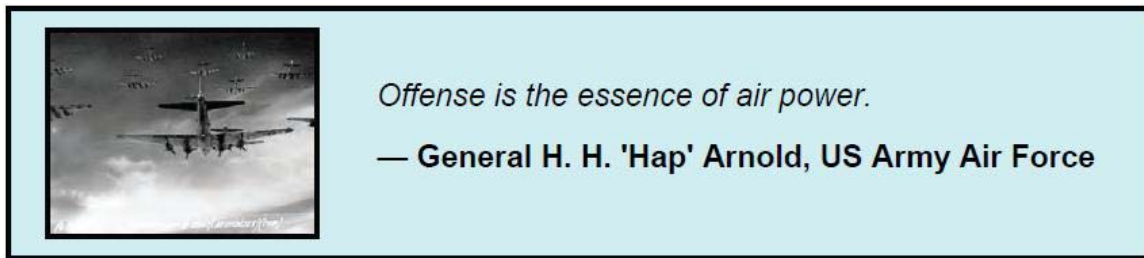 Offense is the essence of air power.
— General H. H. 'Hap' Arnold, US Army Air Force